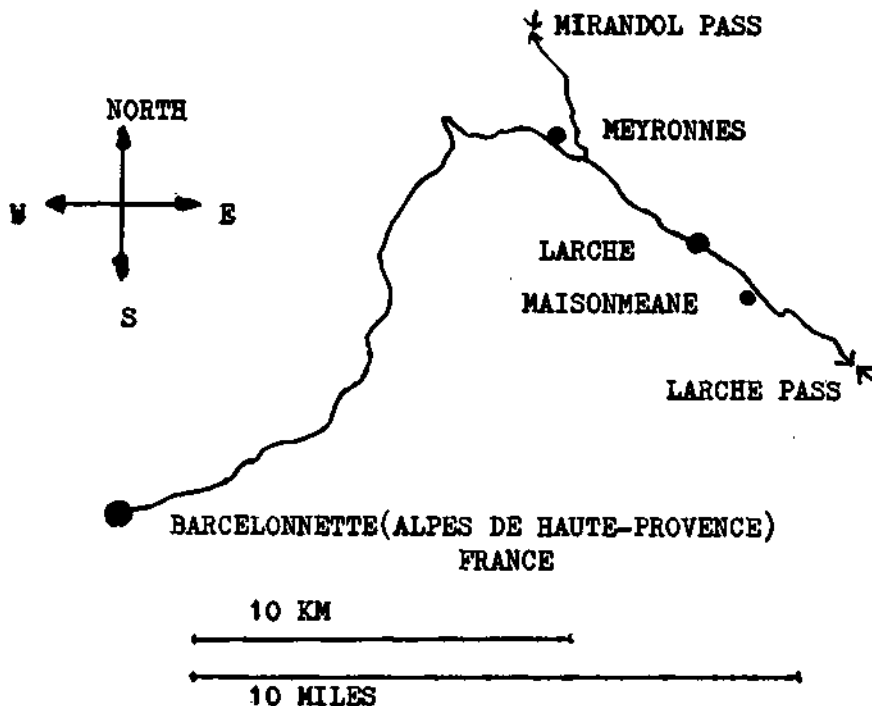 MIRANDOL PASS
NORTH
MEYRONNES
W
E
LARCHE
MAISONMEANE
S
LARCHE PASS
BARCELONNETTE(ALPES DE HAUTE-PROVENCE)
FRANCE
10 KM
10 MILES